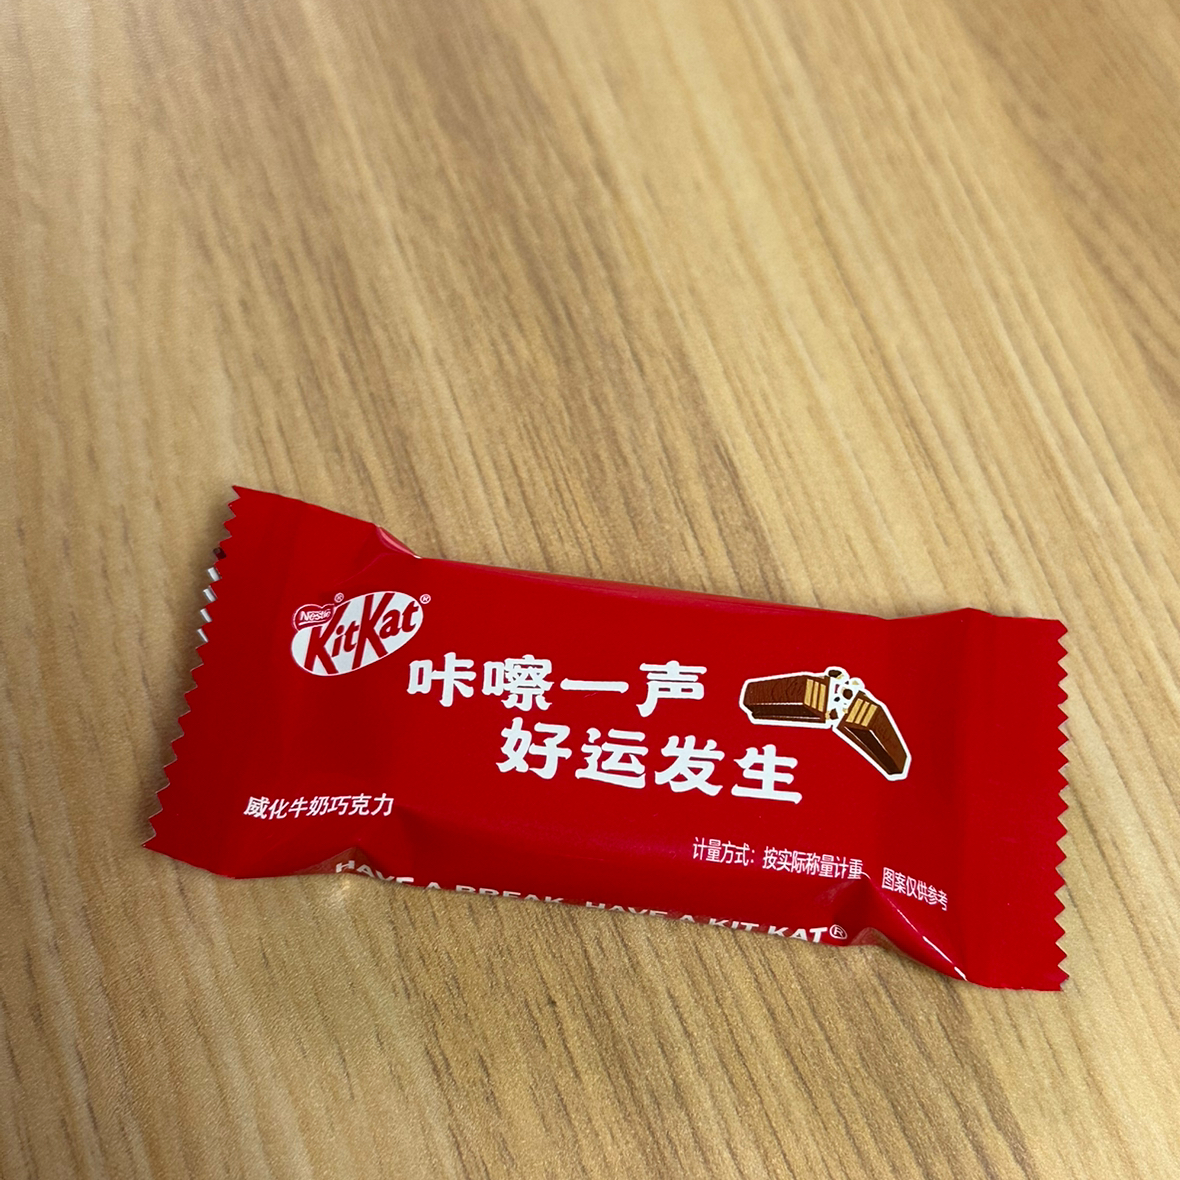 Nestlé®
KitKat®
咔嚓一声
好运发生
威化牛奶巧克力
计量方式：按实际称量计重、图案仅供参考
HAVE A BREAK, HAVE A KIT KAT®